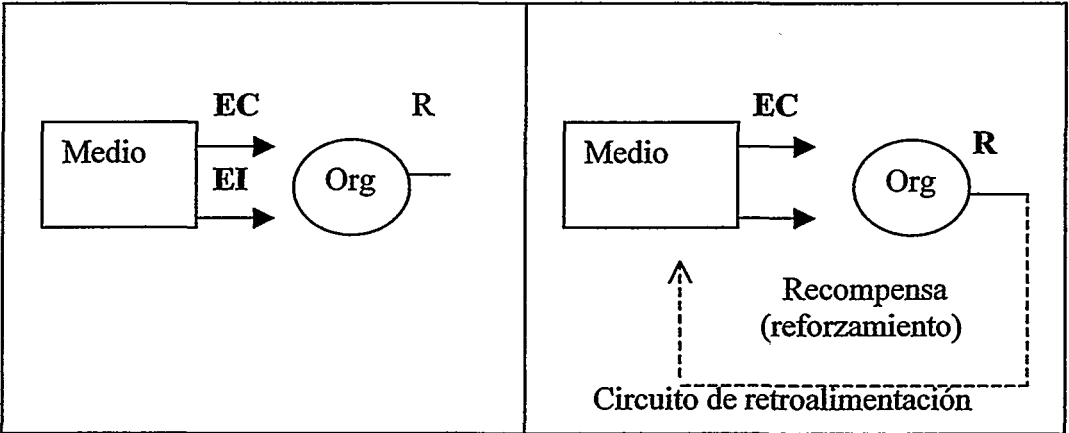 EC
R
Medio
EI
Org
EC
R
Medio
Org
Recompensa
(reforzamiento)
Circuito de retroalimentación